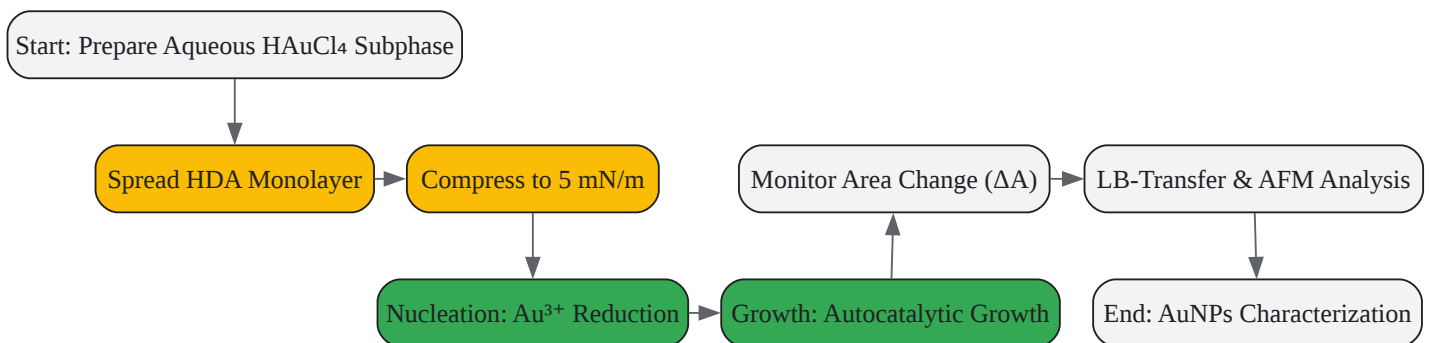 Start: Prepare Aqueous HAuCl₄ Subphase
Spread HDA Monolayer
Compress to 5 mN/m
Nucleation: Au³⁺ Reduction
Growth: Autocatalytic Growth
Monitor Area Change (ΔA)
LB-Transfer & AFM Analysis
End: AuNPs Characterization